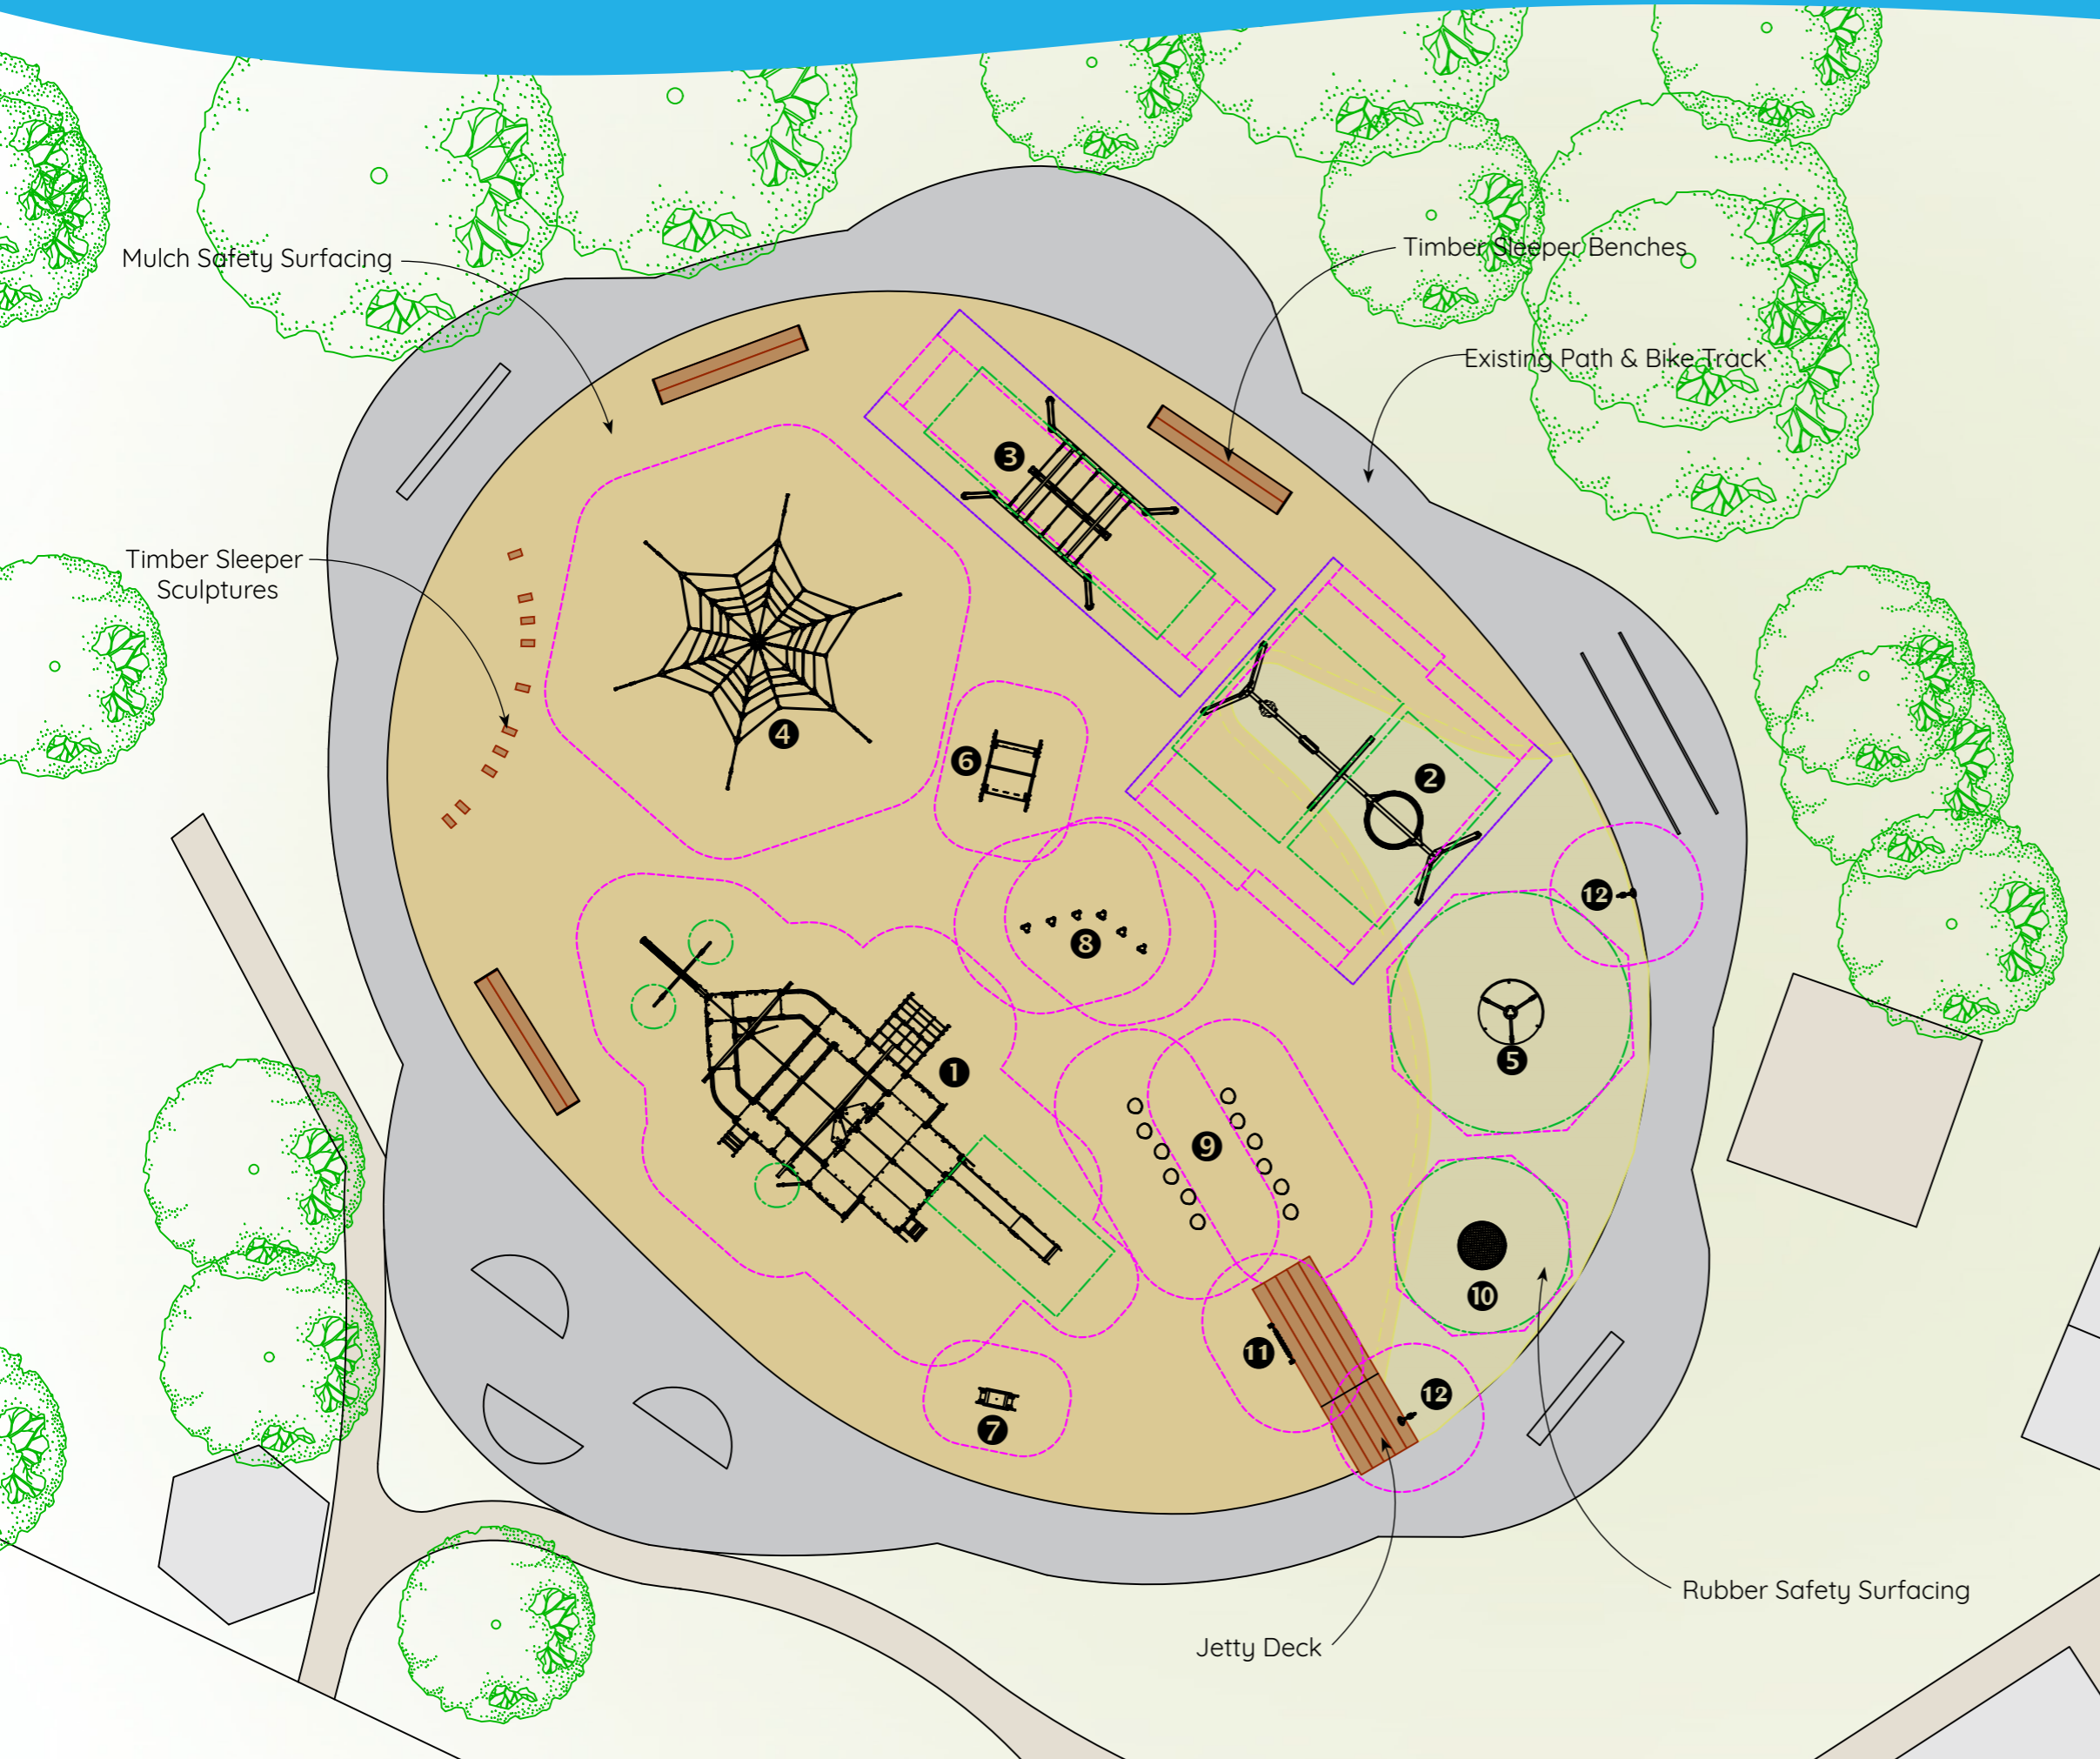 Mulch Safety Surfacing
Timber Sleeper Benches
Existing Path & Bike Track
Timber Sleeper
Sculptures
3
4
6
2
12
8
5
1
9
10
11
12
7
Rubber Safety Surfacing
Jetty Deck